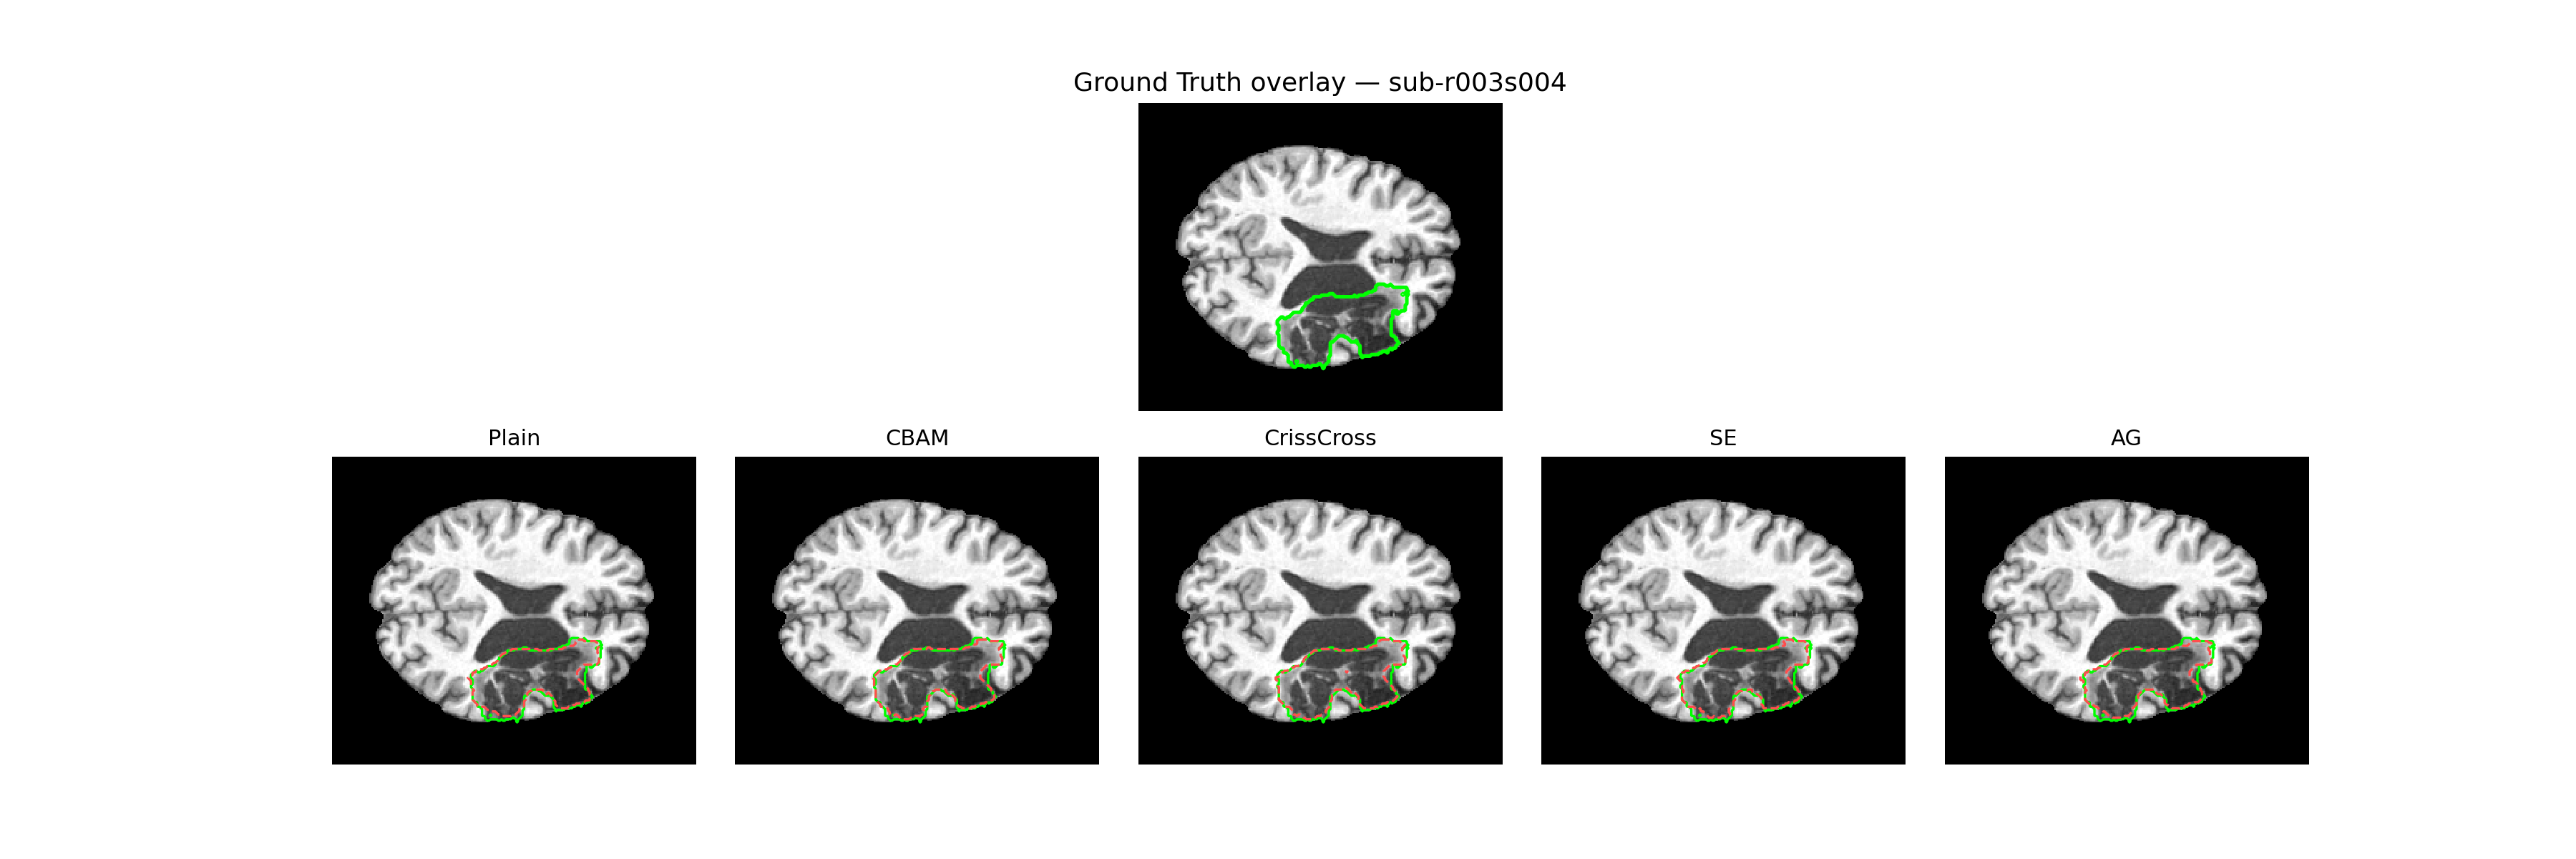 Ground Truth overlay — sub-r003s004
Plain
CBAM
CrissCross
SE
AG